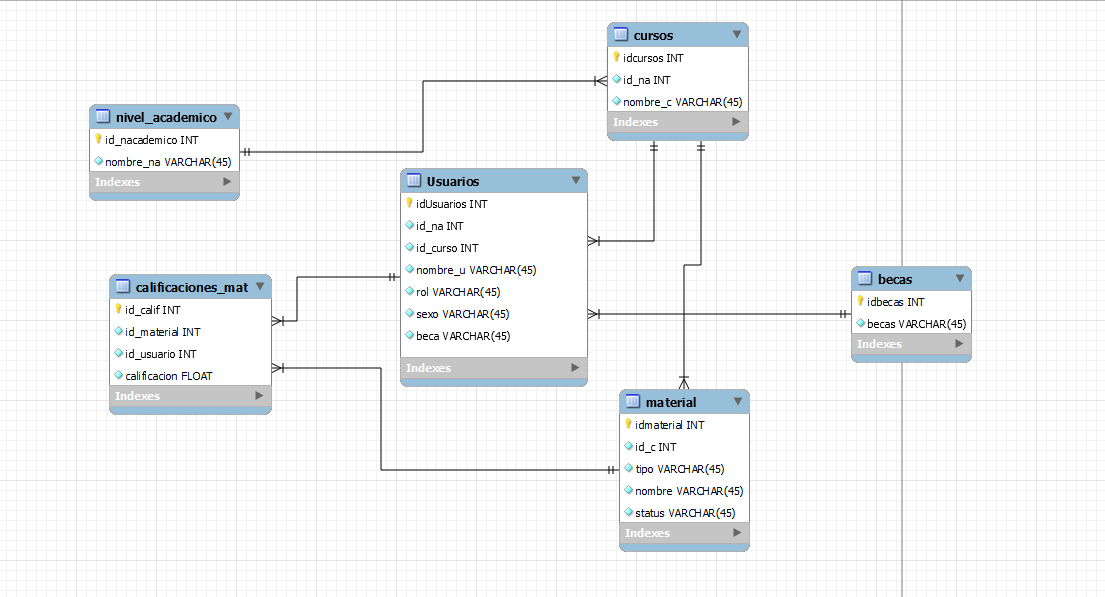 cursos
idcursos INT
id_na INT
nombre_c VARCHAR(45)
Indexes
nivel_academico
id_nacademico INT
nombre_na VARCHAR(45)
Indexes
Usuarios
idUsuarios INT
id_na INT
id_curso INT
nombre_u VARCHAR(45)
rol VARCHAR(45)
sexo VARCHAR(45)
beca VARCHAR(45)
Indexes
calificaciones_mat
id_calif INT
id_material INT
id_usuario INT
calificacion FLOAT
Indexes
becas
idbecas INT
becas VARCHAR(45)
Indexes
material
idmaterial INT
id_c INT
tipo VARCHAR(45)
nombre VARCHAR(45)
status VARCHAR(45)
Indexes